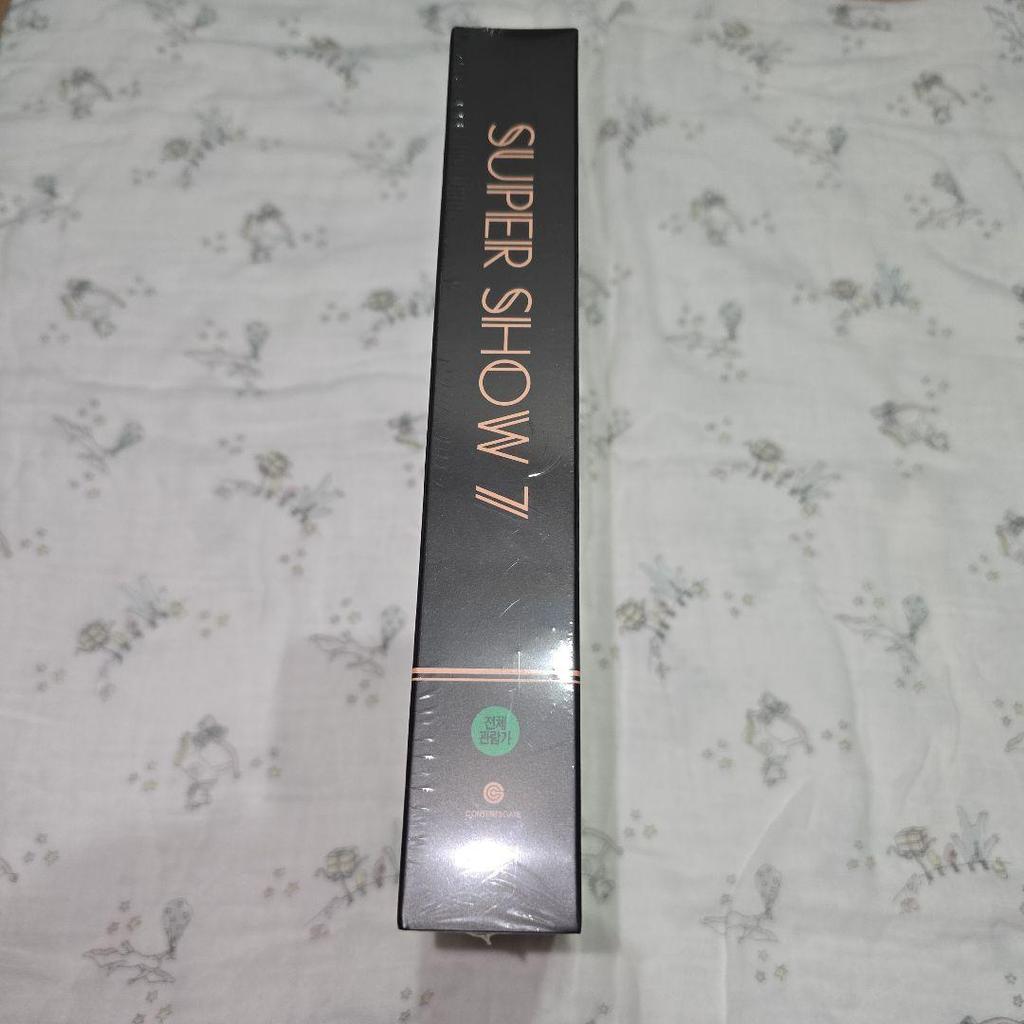 SUPER SHOW 7
전체
관람가
CONTENTSGATE